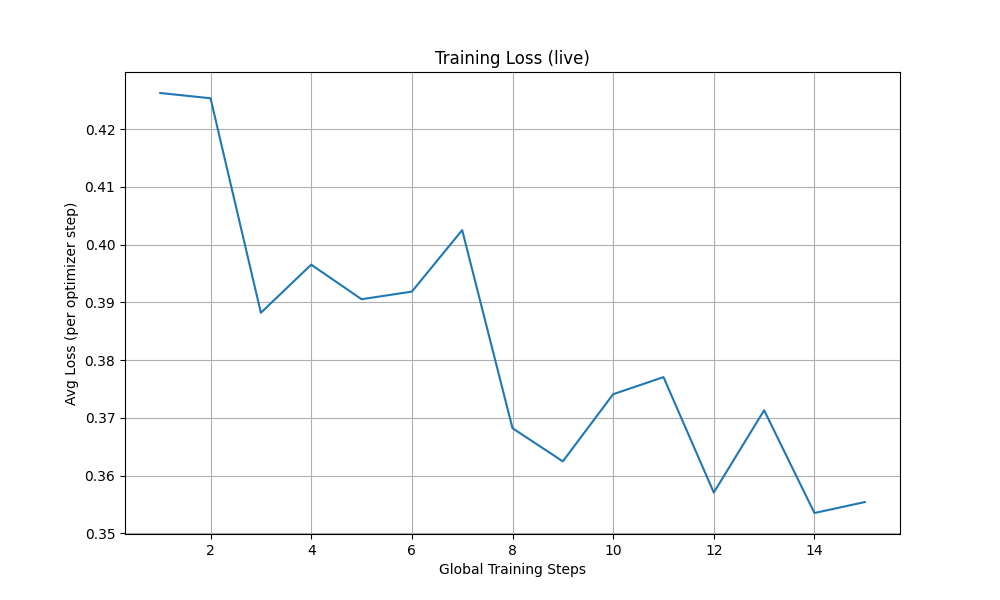 Training Loss (live)
Avg Loss (per optimizer step)
0.42
0.41
0.40
0.39
0.38
0.37
0.36
0.35
2 4 6 8 10 12 14
Global Training Steps